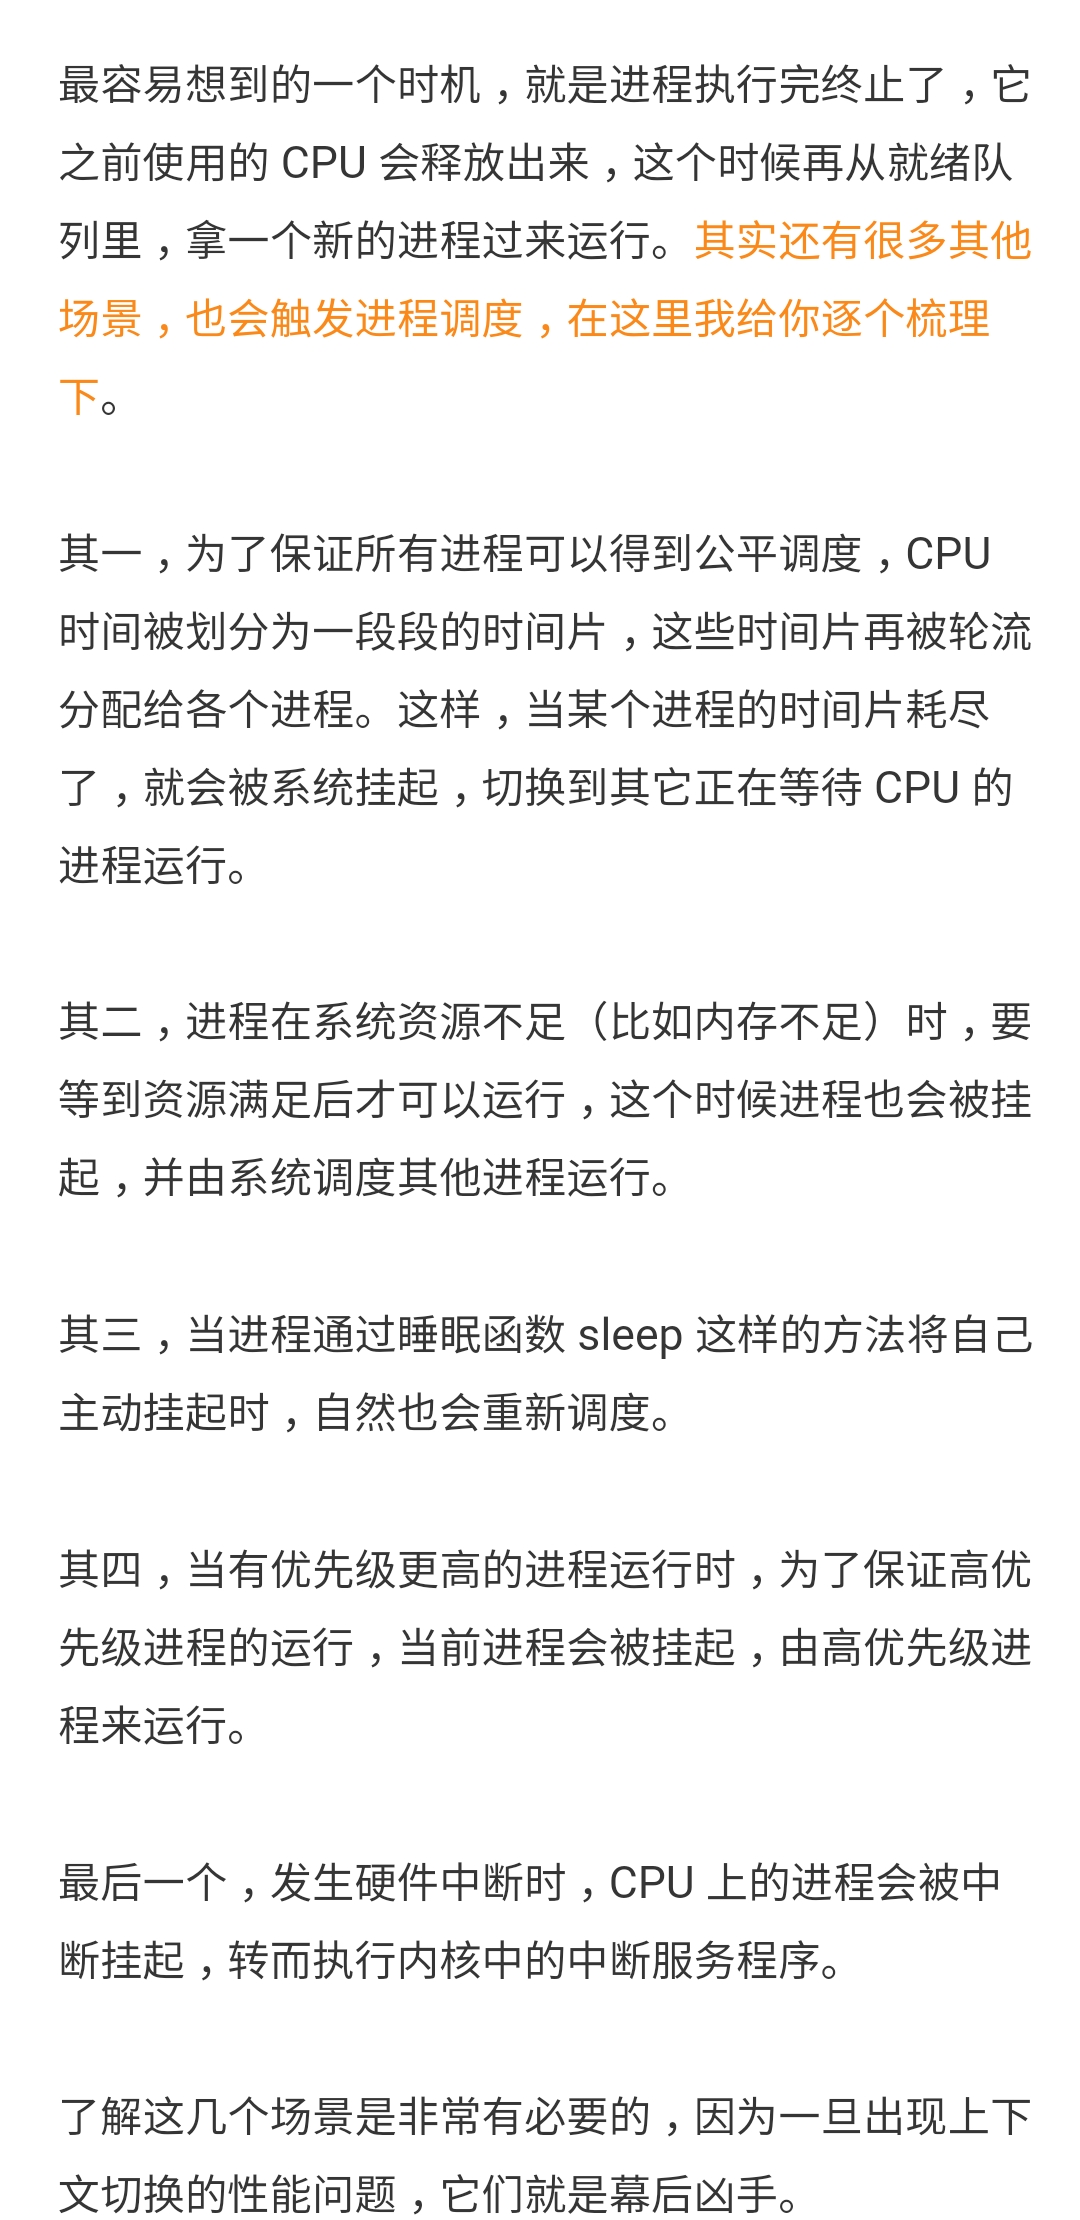 最容易想到的一个时机，就是进程执行完终止了，它
之前使用的 CPU 会释放出来，这个时候再从就绪队
列里，拿一个新的进程过来运行。其实还有很多其他
场景，也会触发进程调度，在这里我给你逐个梳理
下。
其一，为了保证所有进程可以得到公平调度，CPU
时间被划分为一段段的时间片，这些时间片再被轮流
分配给各个进程。这样，当某个进程的时间片耗尽
了，就会被系统挂起，切换到其它正在等待 CPU 的
进程运行。
其二，进程在系统资源不足（比如内存不足）时，要
等到资源满足后才可以运行，这个时候进程也会被挂
起，并由系统调度其他进程运行。
其三，当进程通过睡眠函数 sleep 这样的方法将自己
主动挂起时，自然也会重新调度。
其四，当有优先级更高的进程运行时，为了保证高优
先级进程的运行，当前进程会被挂起，由高优先级进
程来运行。
最后一个，发生硬件中断时，CPU 上的进程会被中
断挂起，转而执行内核中的中断服务程序。
了解这几个场景是非常有必要的，因为一旦出现上下
文切换的性能问题，它们就是幕后凶手。